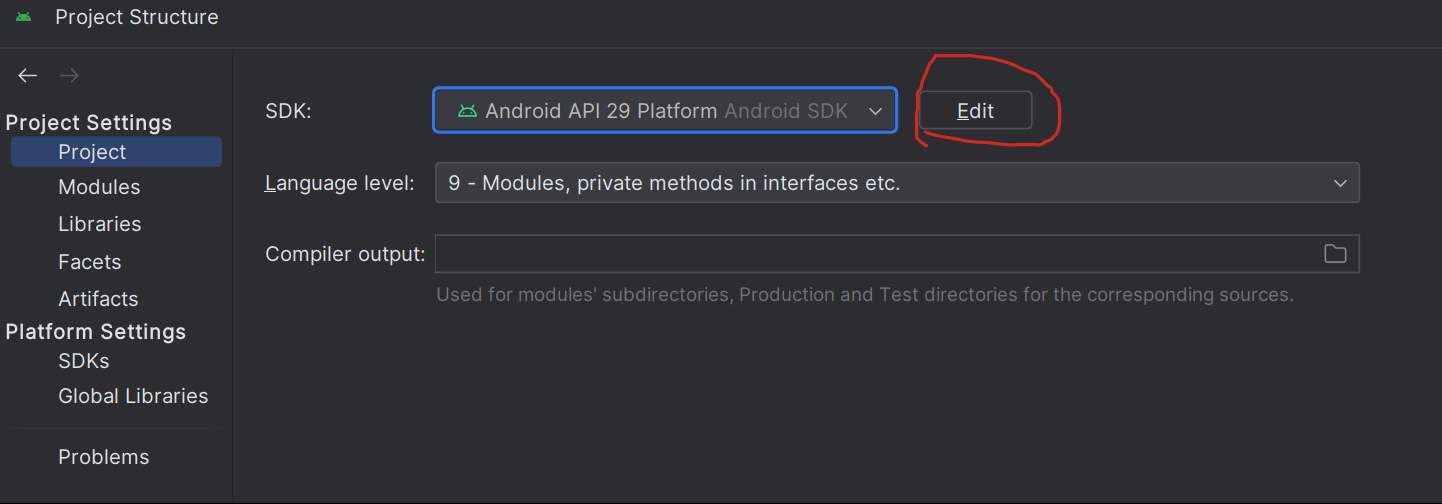 Project Structure
Project Settings
Project
Modules
Libraries
Facets
Artifacts
Platform Settings
SDKs
Global Libraries
Problems
SDK: Android API 29 Platform Android SDK Edit
Language level: 9 - Modules, private methods in interfaces etc.
Compiler output:
Used for modules' subdirectories, Production and Test directories for the corresponding sources.